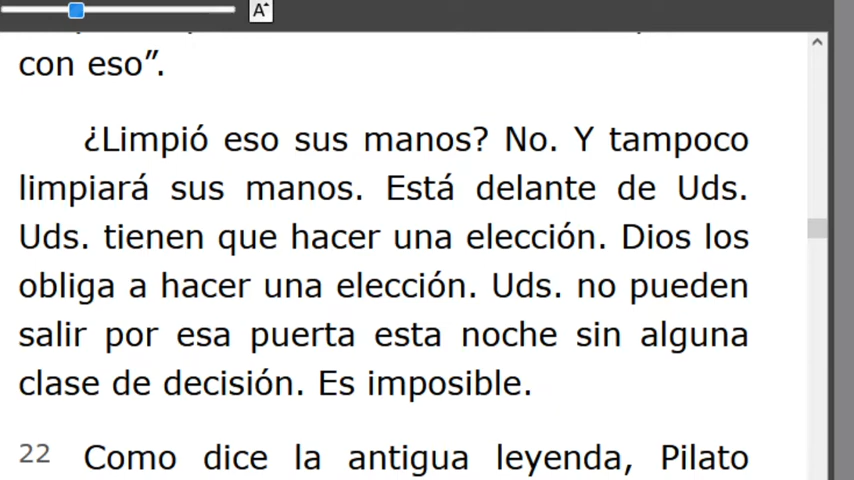 A
con eso”.
¿Limpió eso sus manos? No. Y tampoco
limpiará sus manos. Está delante de Uds.
Uds. tienen que hacer una elección. Dios los
obliga a hacer una elección. Uds. no pueden
salir por esa puerta esta noche sin alguna
clase de decisión. Es imposible.
22 Como dice la antigua leyenda, Pilato